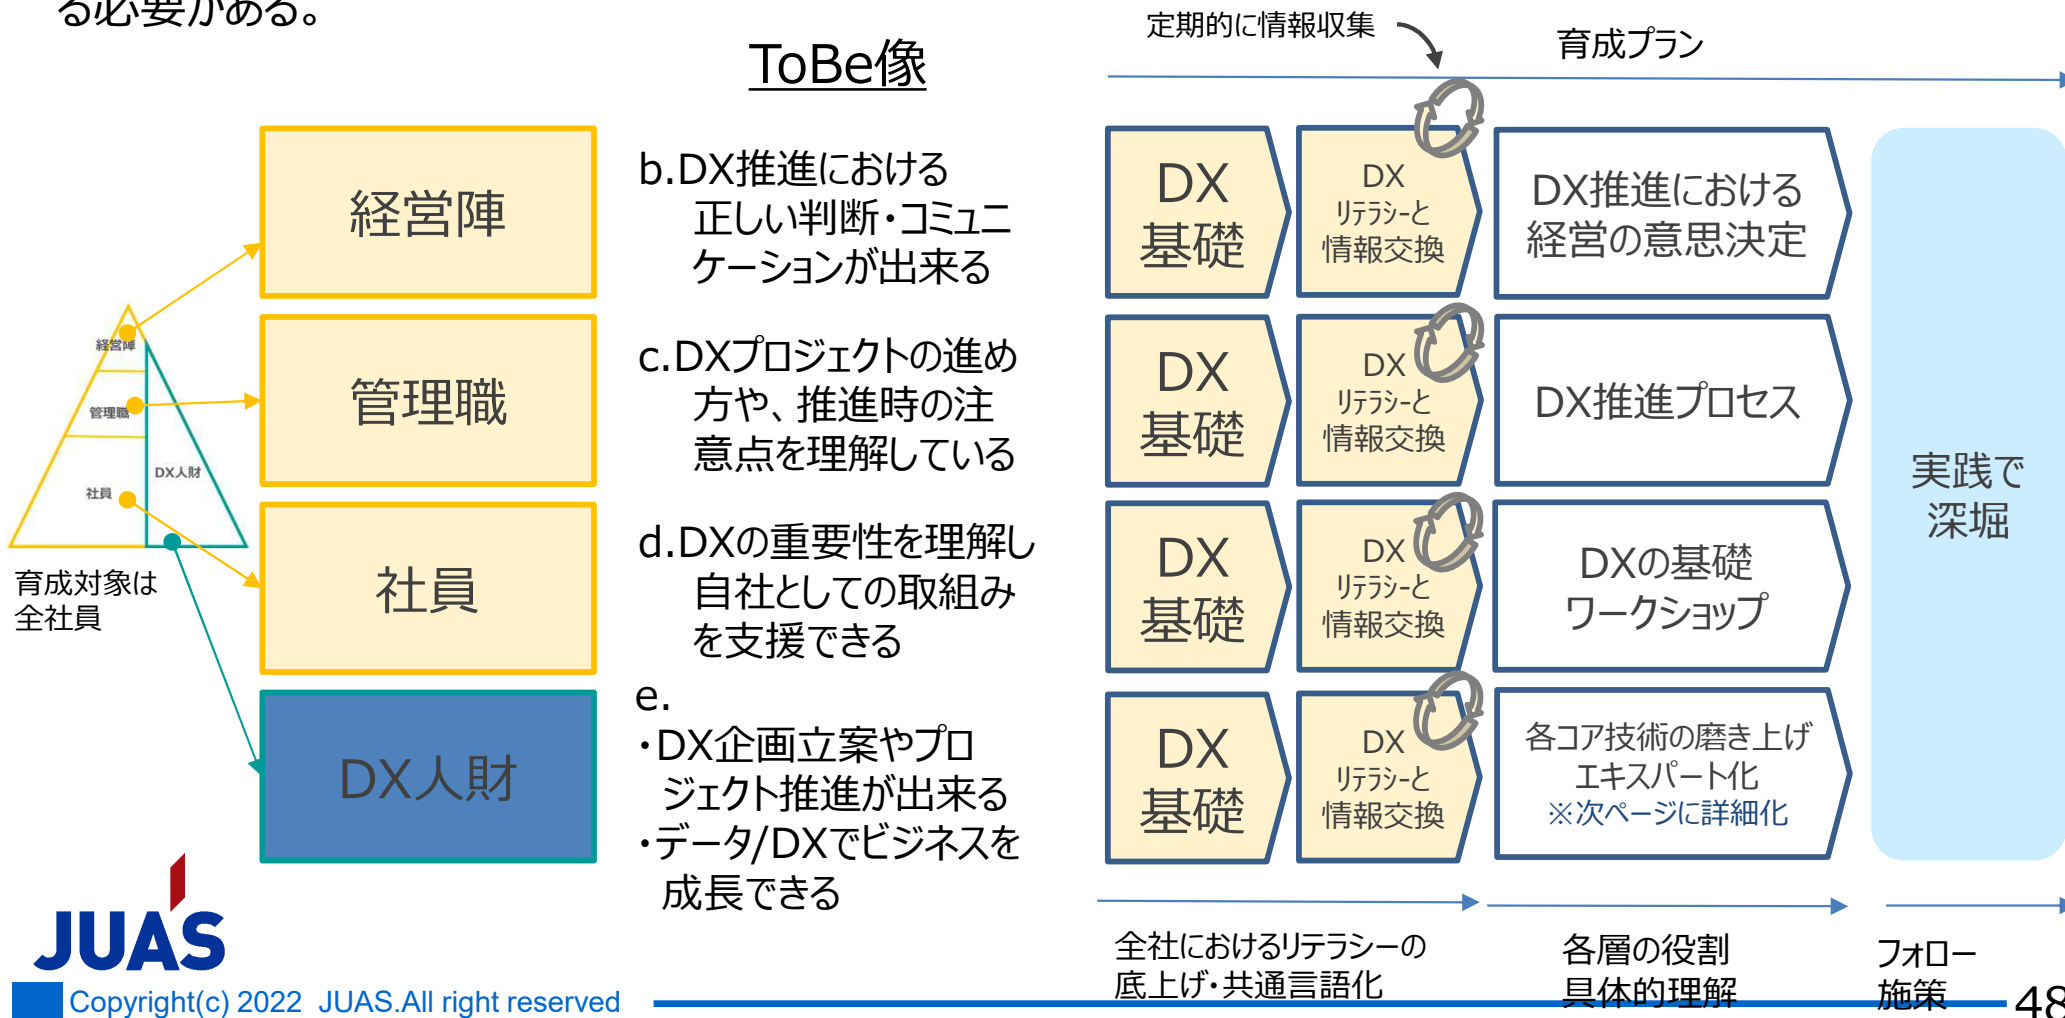 る必要がある。
ToBe像
定期的に情報収集
育成プラン
経営陣
管理職
社員
DX人財
育成対象は
全社員
経営陣
b.DX推進における
正しい判断・コミュニ
ケーションが出来る
DX
基礎
DX
リテラシーと
情報交換
DX推進における
経営の意思決定
管理職
c.DXプロジェクトの進め
方や、推進時の注
意点を理解している
DX
基礎
DX
リテラシーと
情報交換
DX推進プロセス
社員
d.DXの重要性を理解し
自社としての取組み
を支援できる
DX
基礎
DX
リテラシーと
情報交換
DXの基礎
ワークショップ
DX人財
e.
・DX企画立案やプロ
ジェクト推進が出来る
・データ/DXでビジネスを
成長できる
DX
基礎
DX
リテラシーと
情報交換
各コア技術の磨き上げ
エキスパート化
※次ページに詳細化
実践で
深堀
全社におけるリテラシーの
底上げ・共通言語化
各層の役割
具体的理解
フォロー
施策
JUAS
Copyright(c) 2022 JUAS.All right reserved
48